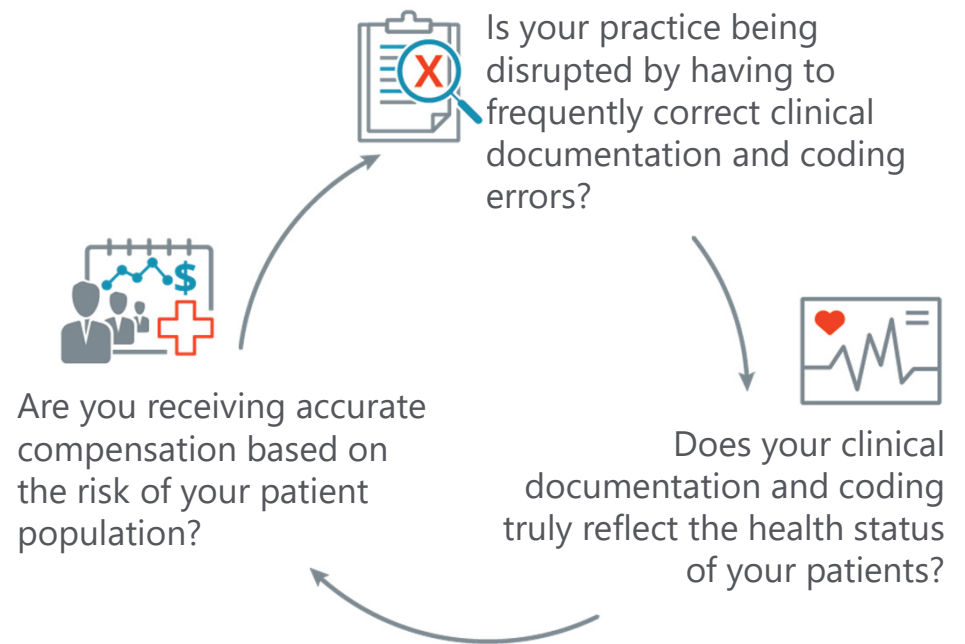 X
Is your practice being
disrupted by having to
frequently correct clinical
documentation and coding
errors?
$
Are you receiving accurate
compensation based on
the risk of your patient
population?
Does your clinical
documentation and coding
truly reflect the health status
of your patients?